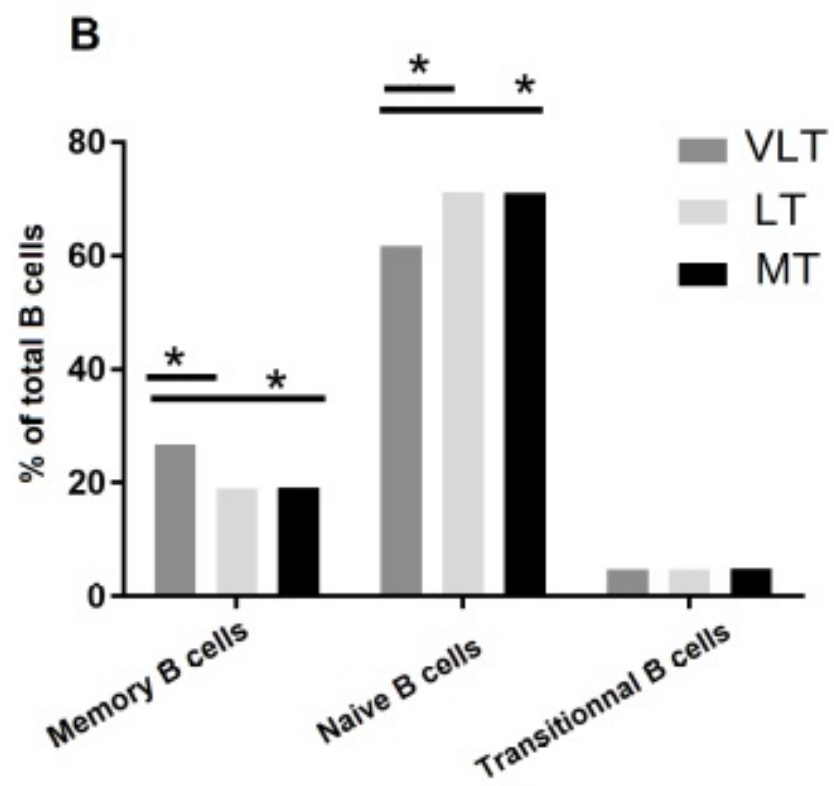 B
* *
80
60
40
20
0
% of total B cells
* *
VLT
LT
MT
Memory B cells
Naive B cells
Transitionnal B cells